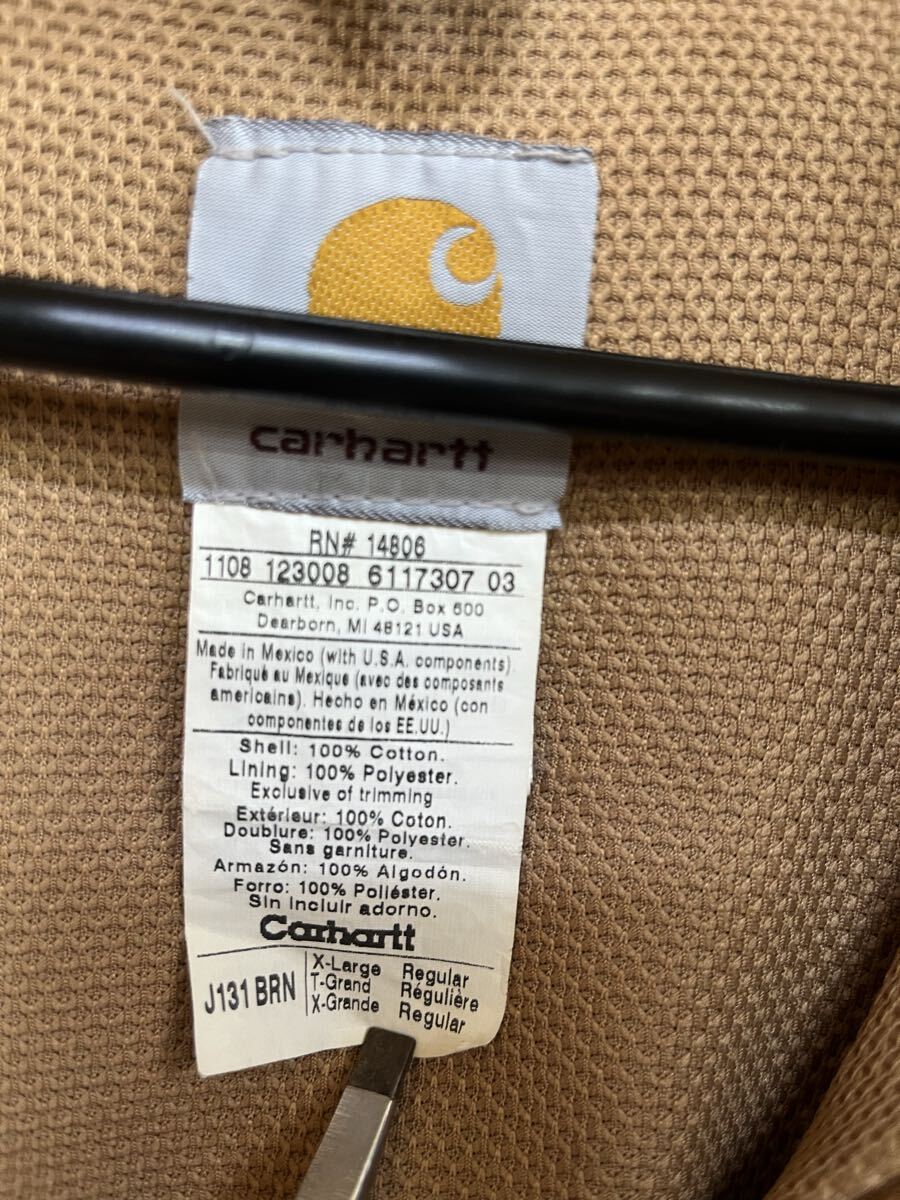 carhartt
RN# 14806
1108 123008 6117307 03
Carhartt, Inc. P.O. Box 600
Dearborn, MI 48121 USA
Made in Mexico (with U.S.A. components).
Fabriqué au Mexique (avec des composants
americains). Hecho en México (con
componentes de los EE.UU.)
Shell: 100% Cotton.
Lining: 100% Polyester.
Exclusive of trimming
Extérieur: 100% Coton.
Doublure: 100% Polyester.
Sans garniture.
Armazón: 100% Algodón.
Forro: 100% Poliéster.
Sin incluir adorno.
Carhartt
J131 BRN
X-Large Regular
T-Grand Régulière
X-Grande Regular